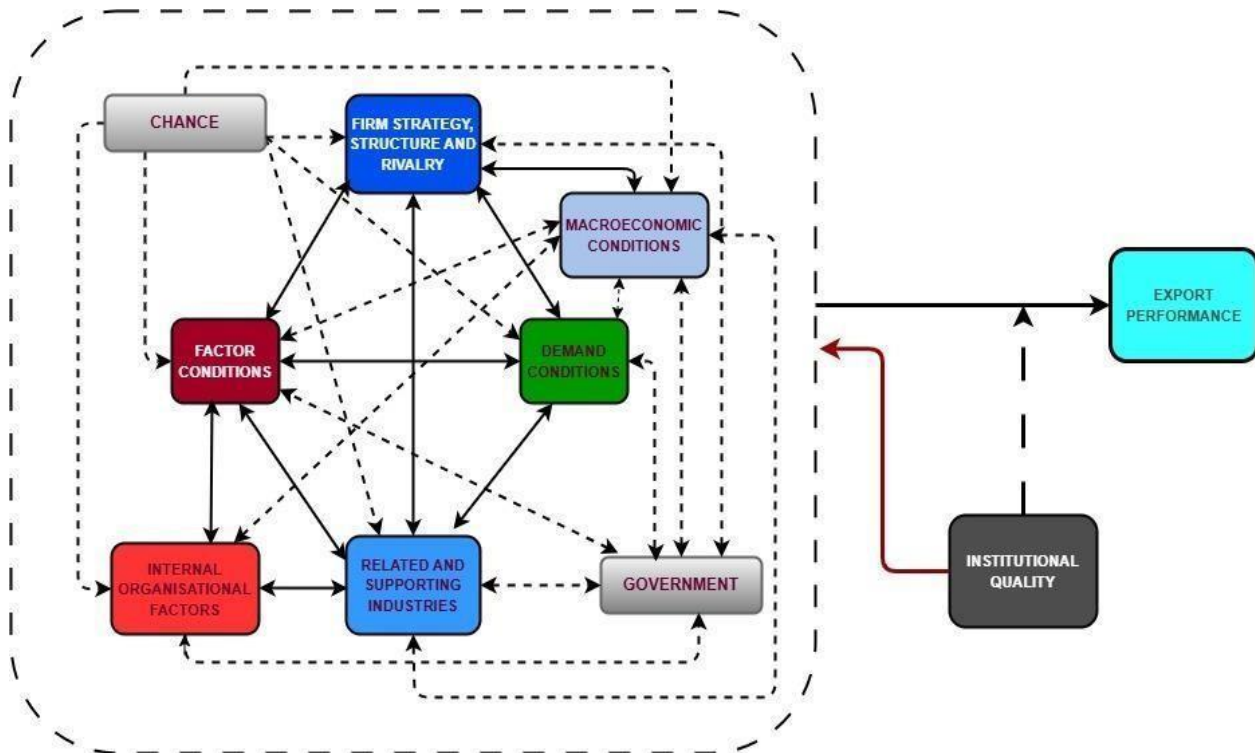 CHANCE
FIRM STRATEGY,
STRUCTURE AND
RIVALRY
MACROECONOMIC
CONDITIONS
FACTOR
CONDITIONS
DEMAND
CONDITIONS
EXPORT
PERFORMANCE
INTERNAL
ORGANISATIONAL
FACTORS
RELATED AND
SUPPORTING
INDUSTRIES
GOVERNMENT
INSTITUTIONAL
QUALITY